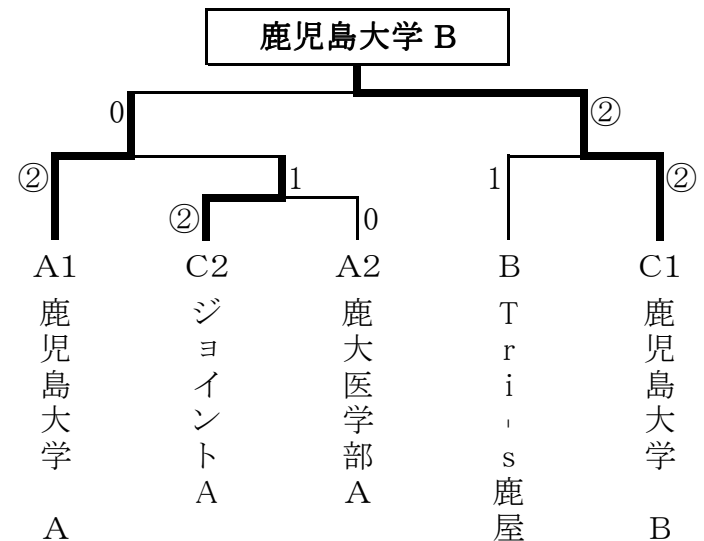 鹿児島大学 B
0
②
②
1
1
②
②
0
A1
C2
A2
B
C1
鹿児島大学 A
ジョイントA
鹿大医学部A
Tri's鹿屋
鹿児島大学 B